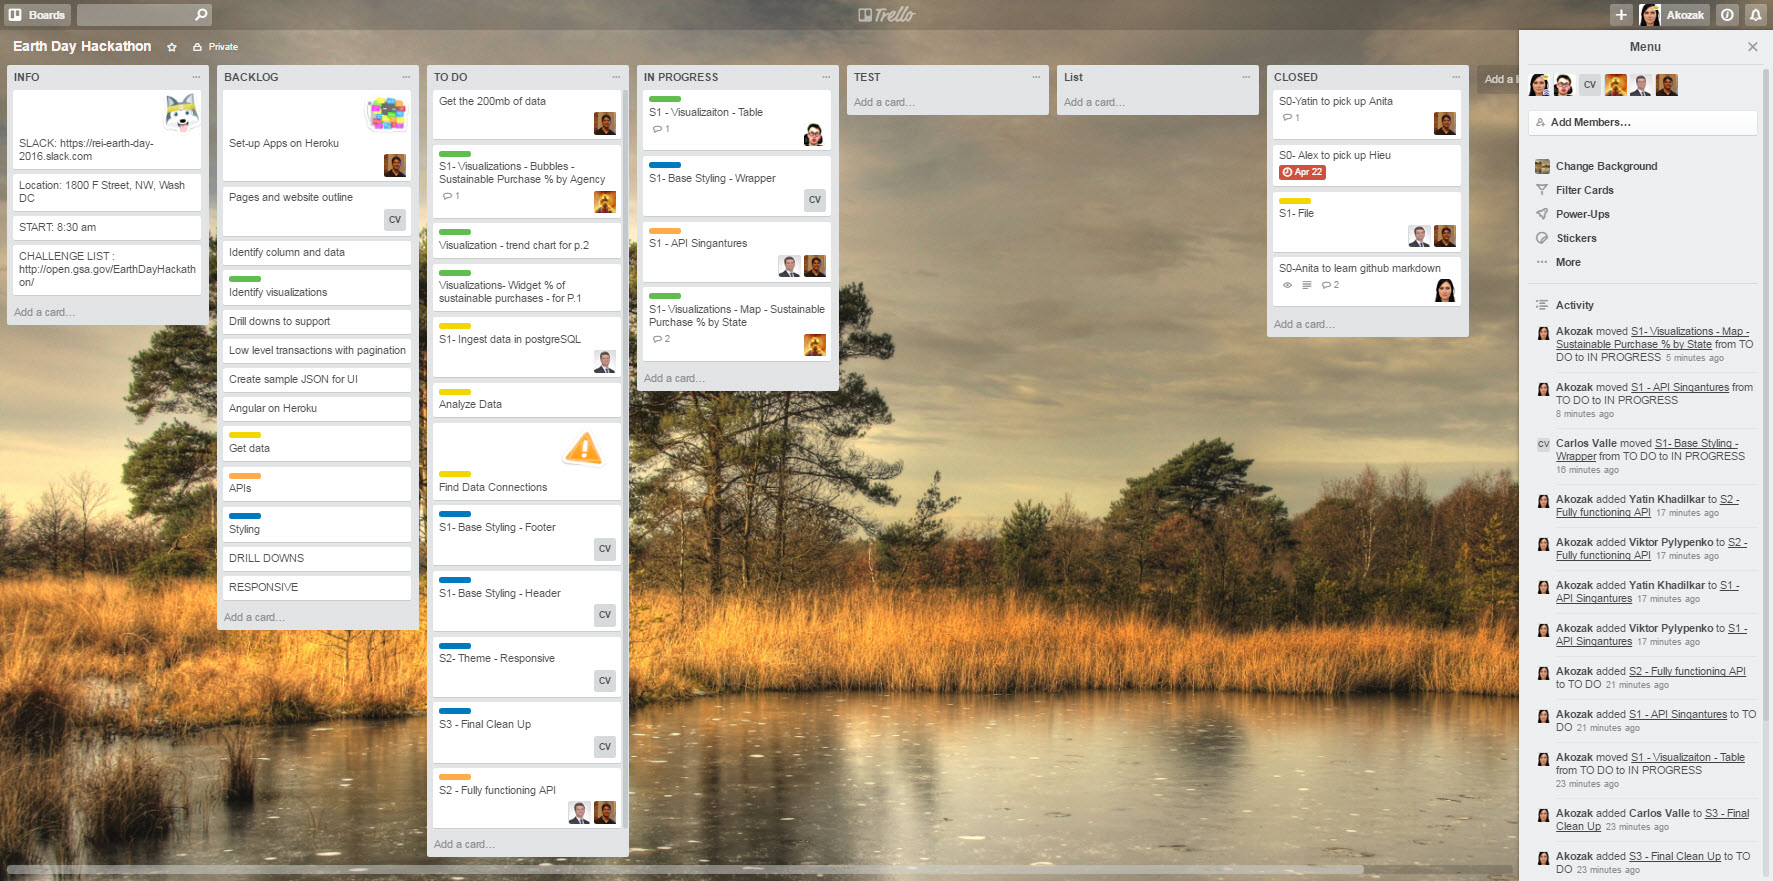 Boards
Trello
Akozak
Earth Day Hackathon
Private
INFO
SLACK: https://rei-earth-day-
2016.slack.com
Location: 1800 F Street, NW, Wash
DC
START: 8:30 am
CHALLENGE LIST :
http://open.gsa.gov/EarthDayHackath
on/
Add a card...
BACKLOG
Set-up Apps on Heroku
Pages and website outline
CV
Identify column and data
Identify visualizations
Drill downs to support
Low level transactions with pagination
Create sample JSON for UI
Angular on Heroku
Get data
APIs
Styling
DRILL DOWNS
RESPONSIVE
Add a card...
TO DO
Get the 200mb of data
S1- Visualizations - Bubbles -
Sustainable Purchase % by Agency
1
Visualization - trend chart for p.2
Visualizations- Widget % of
sustainable purchases - for P.1
S1- Ingest data in postgreSQL
Analyze Data
Find Data Connections
S1- Base Styling - Footer
CV
S1- Base Styling - Header
CV
S2- Theme - Responsive
CV
S3 - Final Clean Up
CV
S2 - Fully functioning API
Add a card...
IN PROGRESS
S1 - Visualizaiton - Table
1
S1- Base Styling - Wrapper
CV
S1 - API Singantures
S1- Visualizations - Map - Sustainable
Purchase % by State
2
Add a card...
TEST
Add a card...
List
Add a card...
CLOSED
S0-Yatin to pick up Anita
1
S0- Alex to pick up Hieu
Apr 22
S1- File
S0-Anita to learn github markdown
2
Add a card...
Add a li
Menu
CV
Add Members...
Change Background
Filter Cards
Power-Ups
Stickers
More
Activity
Akozak moved S1- Visualizations - Map -
Sustainable Purchase % by State from TO
DO to IN PROGRESS 5 minutes ago
Akozak moved S1 - API Singantures from
TO DO to IN PROGRESS
8 minutes ago
CV
Carlos Valle moved S1- Base Styling -
Wrapper from TO DO to IN PROGRESS
16 minutes ago
Akozak added Yatin Khadilkar to S2 -
Fully functioning API 17 minutes ago
Akozak added Viktor Pylypenko to S2 -
Fully functioning API 17 minutes ago
Akozak added Yatin Khadilkar to S1 -
API Singantures 17 minutes ago
Akozak added Viktor Pylypenko to S1 -
API Singantures 17 minutes ago
Akozak added S2 - Fully functioning API
to TO DO 21 minutes ago
Akozak added S1 - API Singantures to TO
DO 21 minutes ago
Akozak moved S1 - Visualizaiton - Table
from TO DO to IN PROGRESS
23 minutes ago
Akozak added Carlos Valle to S3 - Final
Clean Up 23 minutes ago
Akozak added S3 - Final Clean Up to TO
DO 23 minutes ago